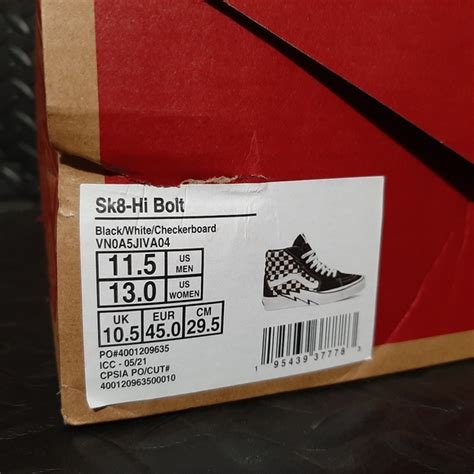 Sk8-Hi Bolt
Black/White/Checkerboard
VN0A5JIVA04
11.5 US MEN
13.0 US WOMEN
UK EUR CM
10.5 45.0 29.5
PO#4001209635
ICC - 05/21
CPSIA PO/CUT#
400120963500010
1 95439 37778 3